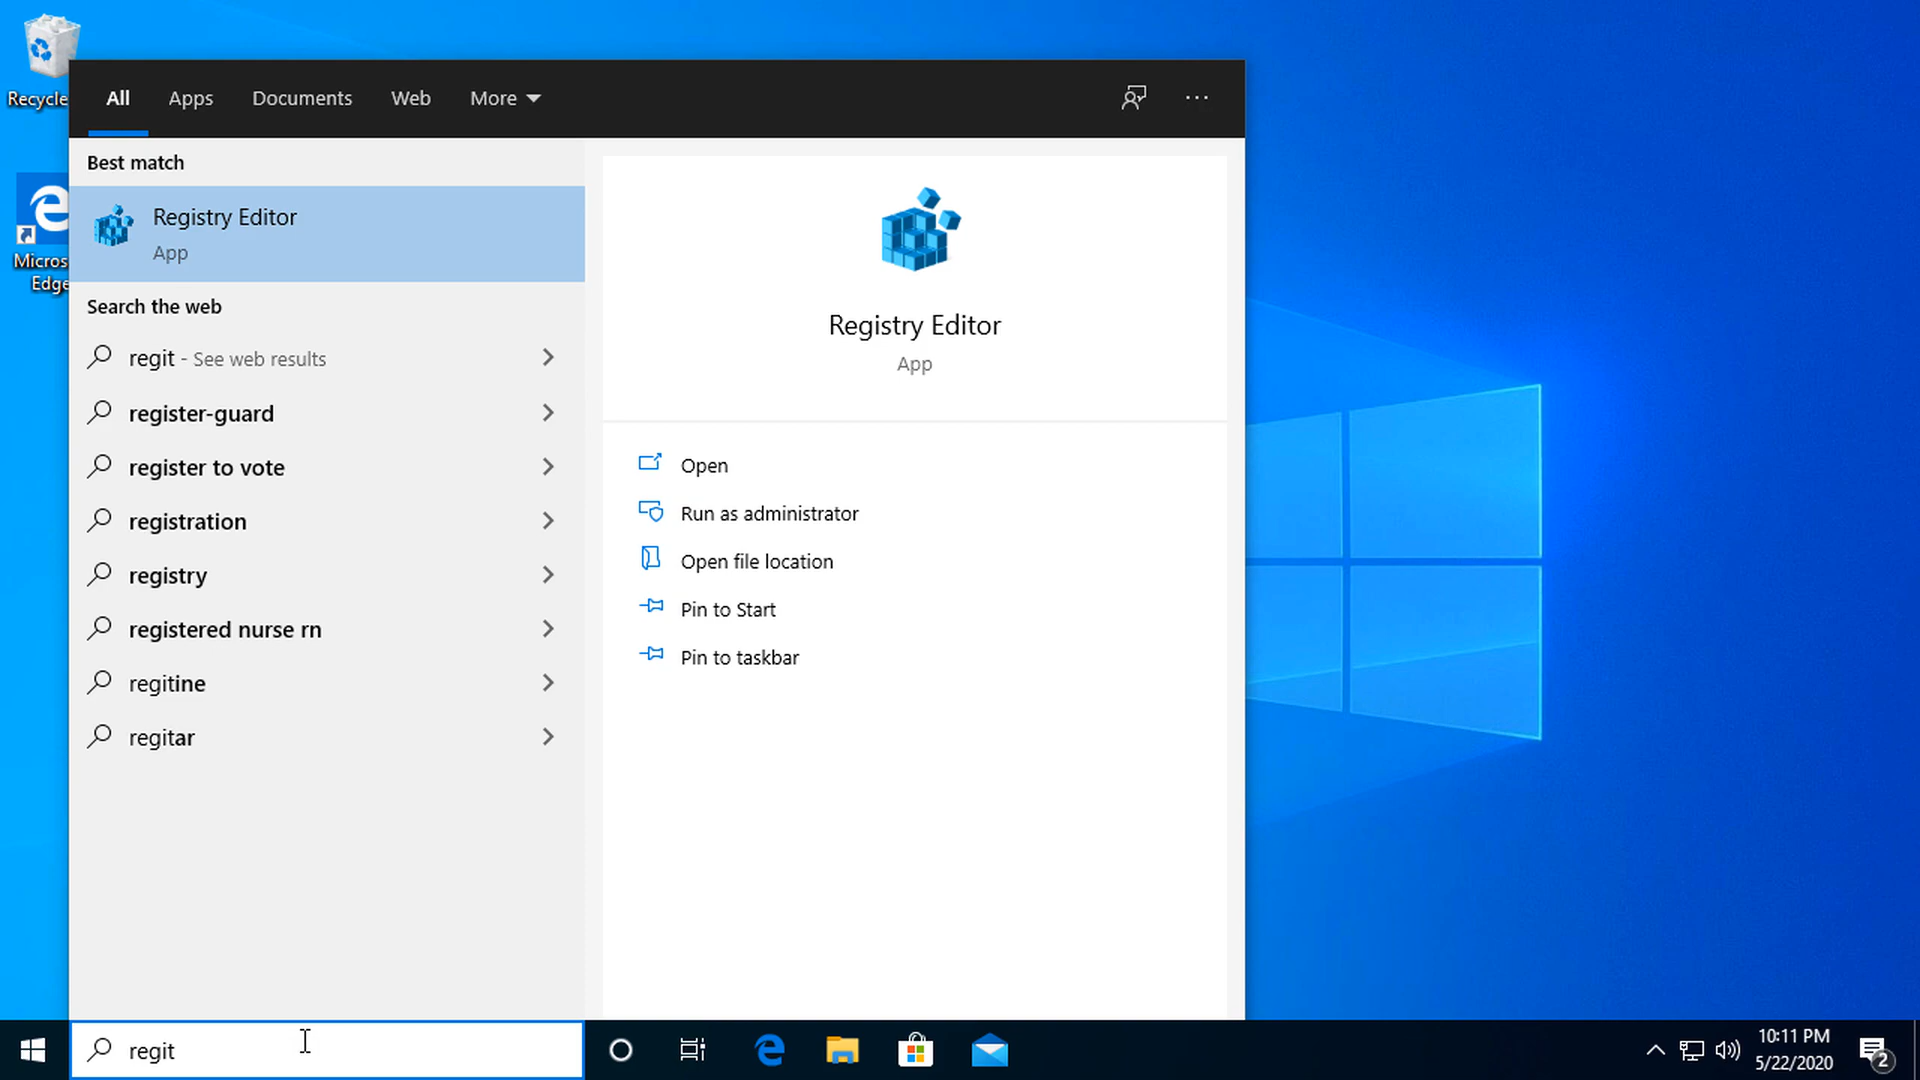 Recycle
Micros
Edge
All Apps Documents Web More
Best match
Registry Editor
App
Search the web
regit - See web results
register-guard
register to vote
registration
registry
registered nurse rn
regitine
regitar
Registry Editor
App
Open
Run as administrator
Open file location
Pin to Start
Pin to taskbar
regit
10:11 PM
5/22/2020
2